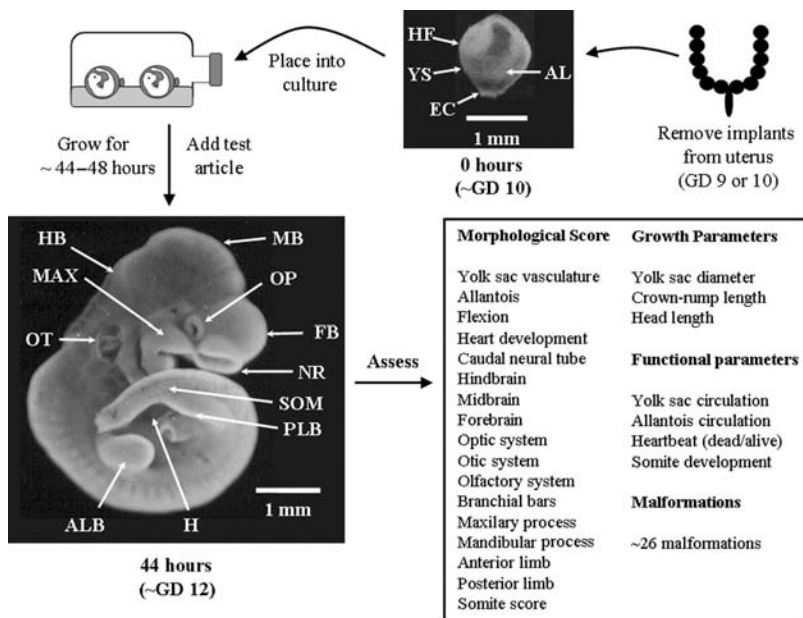 HF
YS
EC
AL
1 mm
0 hours
(~GD 10)
Remove implants
from uterus
(GD 9 or 10)
Place into
culture
Grow for
~ 44–48 hours
Add test
article
HB
MB
MAX
OP
OT
FB
NR
SOM
PLB
ALB
H
1 mm
44 hours
(~GD 12)
Assess
Morphological Score
Yolk sac vasculature
Allantois
Flexion
Heart development
Caudal neural tube
Hindbrain
Midbrain
Forebrain
Optic system
Otic system
Olfactory system
Branchial bars
Maxilary process
Mandibular process
Anterior limb
Posterior limb
Somite score
Growth Parameters
Yolk sac diameter
Crown-rump length
Head length
Functional parameters
Yolk sac circulation
Allantois circulation
Heartbeat (dead/alive)
Somite development
Malformations
~26 malformations